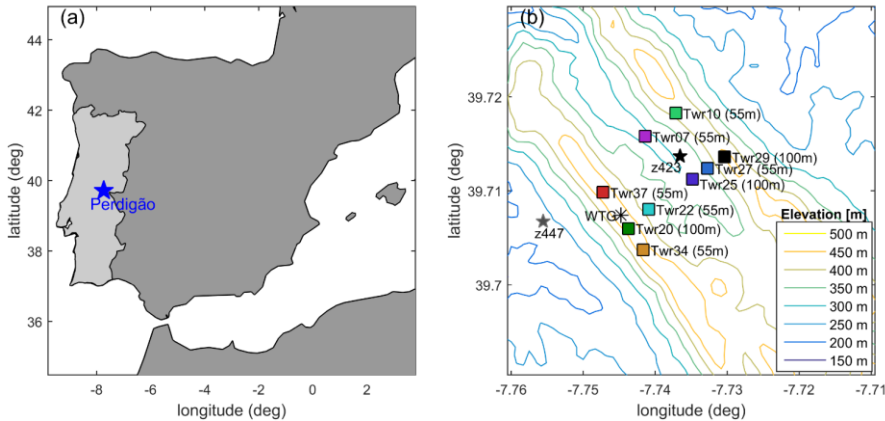 (a)
44
42
40
38
36
latitude (deg)
Perdigão
-8
-6
-4
-2
0
2
longitude (deg)
(b)
39.72
39.71
39.7
latitude (deg)
Twr10 (55m)
Twr07 (55m)
z423
Twr29 (100m)
Twr27 (55m)
Twr25 (100m)
Twr37 (55m)
WTG
Twr22 (55m)
Twr20 (100m)
z447
Twr34 (55m)
Elevation [m]
500 m
450 m
400 m
350 m
300 m
250 m
200 m
150 m
-7.76
-7.75
-7.74
-7.73
-7.72
-7.71
longitude (deg)